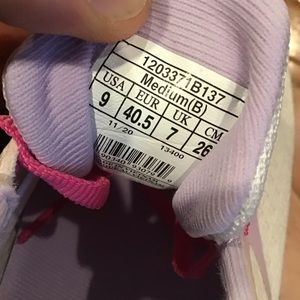 1203371B137
Medium(B)
USA EUR UK CM
9 40.5 7 26
11/20 13400